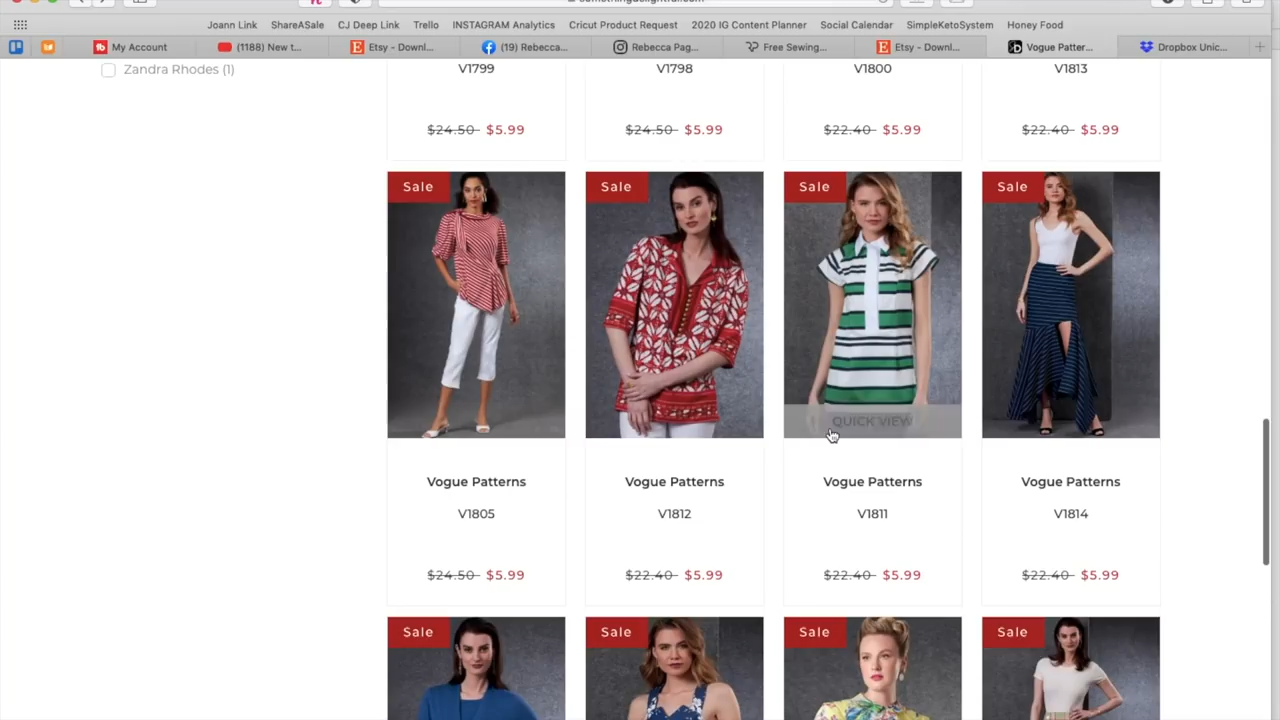 somethingdelightful.com
Joann Link ShareASale CJ Deep Link Trello INSTAGRAM Analytics Cricut Product Request 2020 IG Content Planner Social Calendar SimpleKetoSystem Honey Food
My Account (1188) New t... Etsy - Downl... (19) Rebecca... Rebecca Pag... Free Sewing... Etsy - Downl... Vogue Patter... Dropbox Unic...
Zandra Rhodes (1)
V1799 V1798 V1800 V1813
$24.50 $5.99 $24.50 $5.99 $22.40 $5.99 $22.40 $5.99
Sale Sale Sale Sale
QUICK VIEW
Vogue Patterns Vogue Patterns Vogue Patterns Vogue Patterns
V1805 V1812 V1811 V1814
$24.50 $5.99 $22.40 $5.99 $22.40 $5.99 $22.40 $5.99
Sale Sale Sale Sale